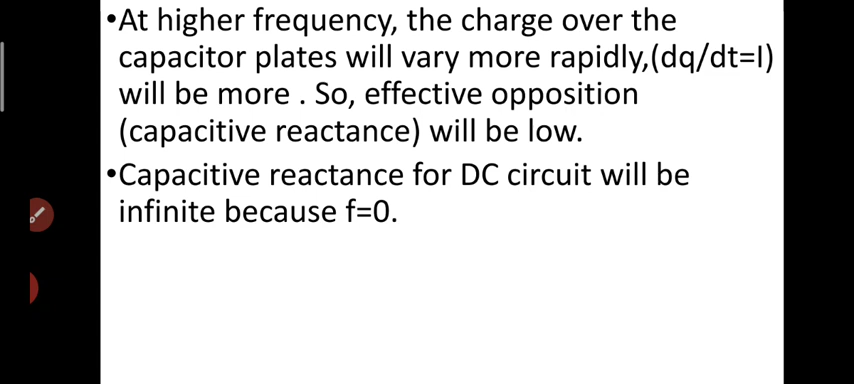 •At higher frequency, the charge over the
capacitor plates will vary more rapidly,(dq/dt=I)
will be more . So, effective opposition
(capacitive reactance) will be low.
•Capacitive reactance for DC circuit will be
infinite because f=0.